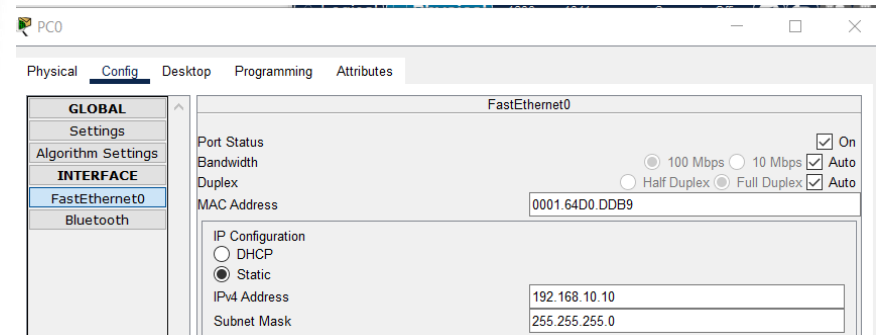 PC0
Physical Config Desktop Programming Attributes
GLOBAL
Settings
Algorithm Settings
INTERFACE
FastEthernet0
Bluetooth
FastEthernet0
Port Status On
Bandwidth 100 Mbps 10 Mbps Auto
Duplex Half Duplex Full Duplex Auto
MAC Address 0001.64D0.DDB9
IP Configuration
DHCP
Static
IPv4 Address 192.168.10.10
Subnet Mask 255.255.255.0